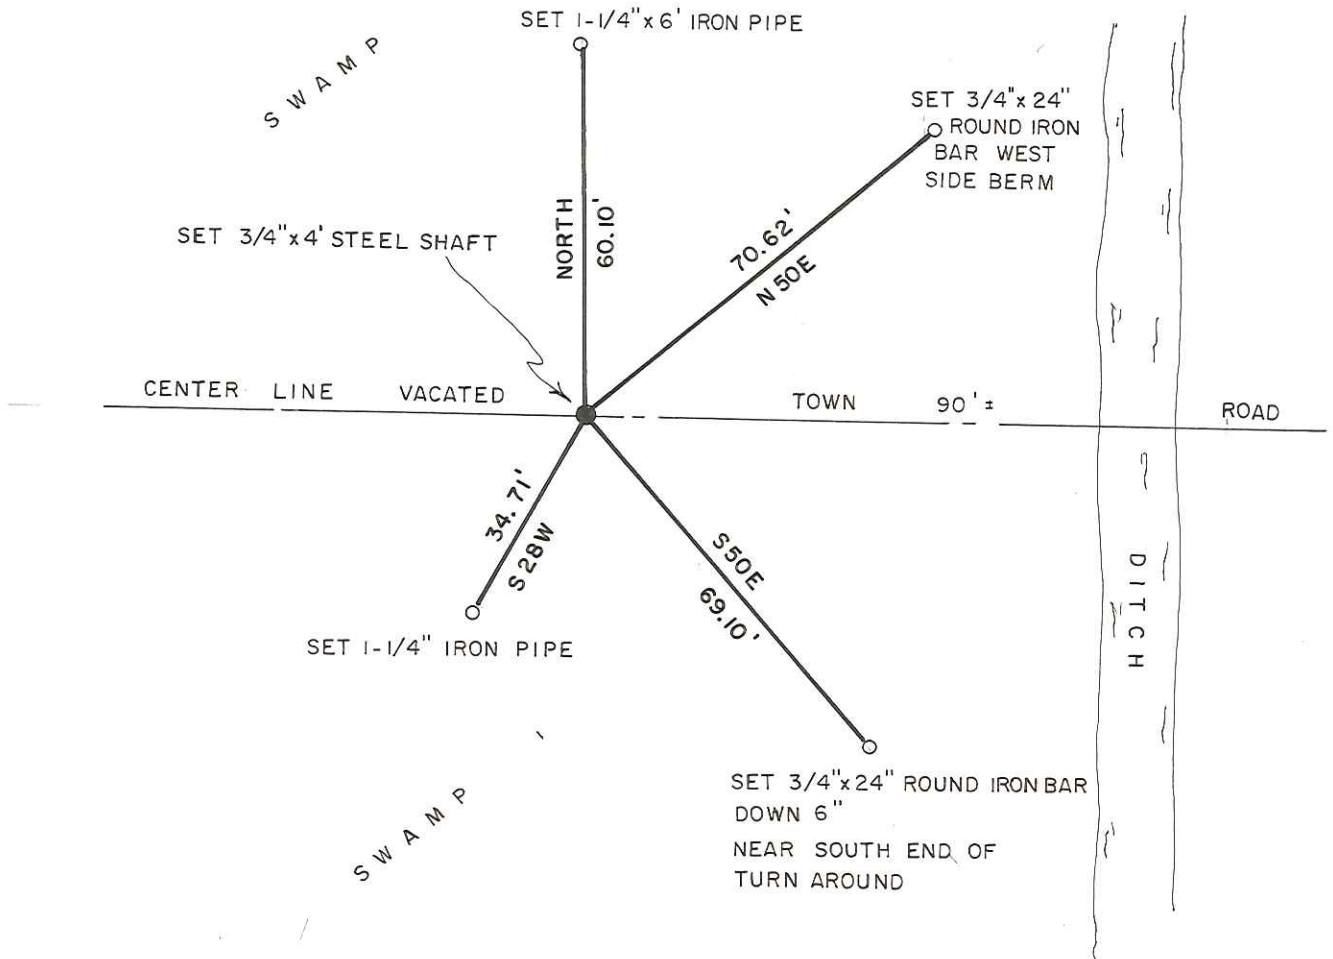 SET 1-1/4" x 6' IRON PIPE
SWAMP
SET 3/4" x 24"
ROUND IRON
BAR WEST
SIDE BERM
SET 3/4" x 4' STEEL SHAFT
NORTH
60.10'
70.62'
N 50E
CENTER LINE VACATED TOWN 90'± ROAD
34.71'
S28W
S50E
69.10'
DITCH
SET 1-1/4" IRON PIPE
SWAMP
SET 3/4" x 24" ROUND IRON BAR
DOWN 6"
NEAR SOUTH END OF
TURN AROUND